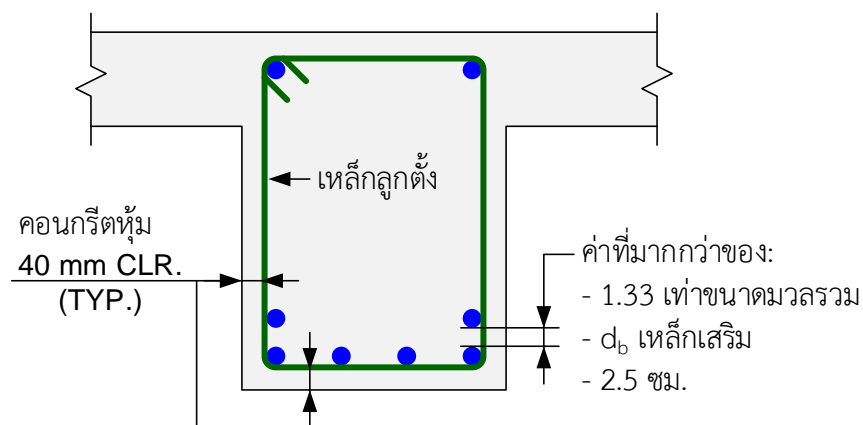 เหล็กลูกตั้ง
คอนกรีตหุ้ม
40 mm CLR.
(TYP.)
ค่าที่มากกว่าของ:
- 1.33 เท่าขนาดมวลรวม
- db เหล็กเสริม
- 2.5 ซม.